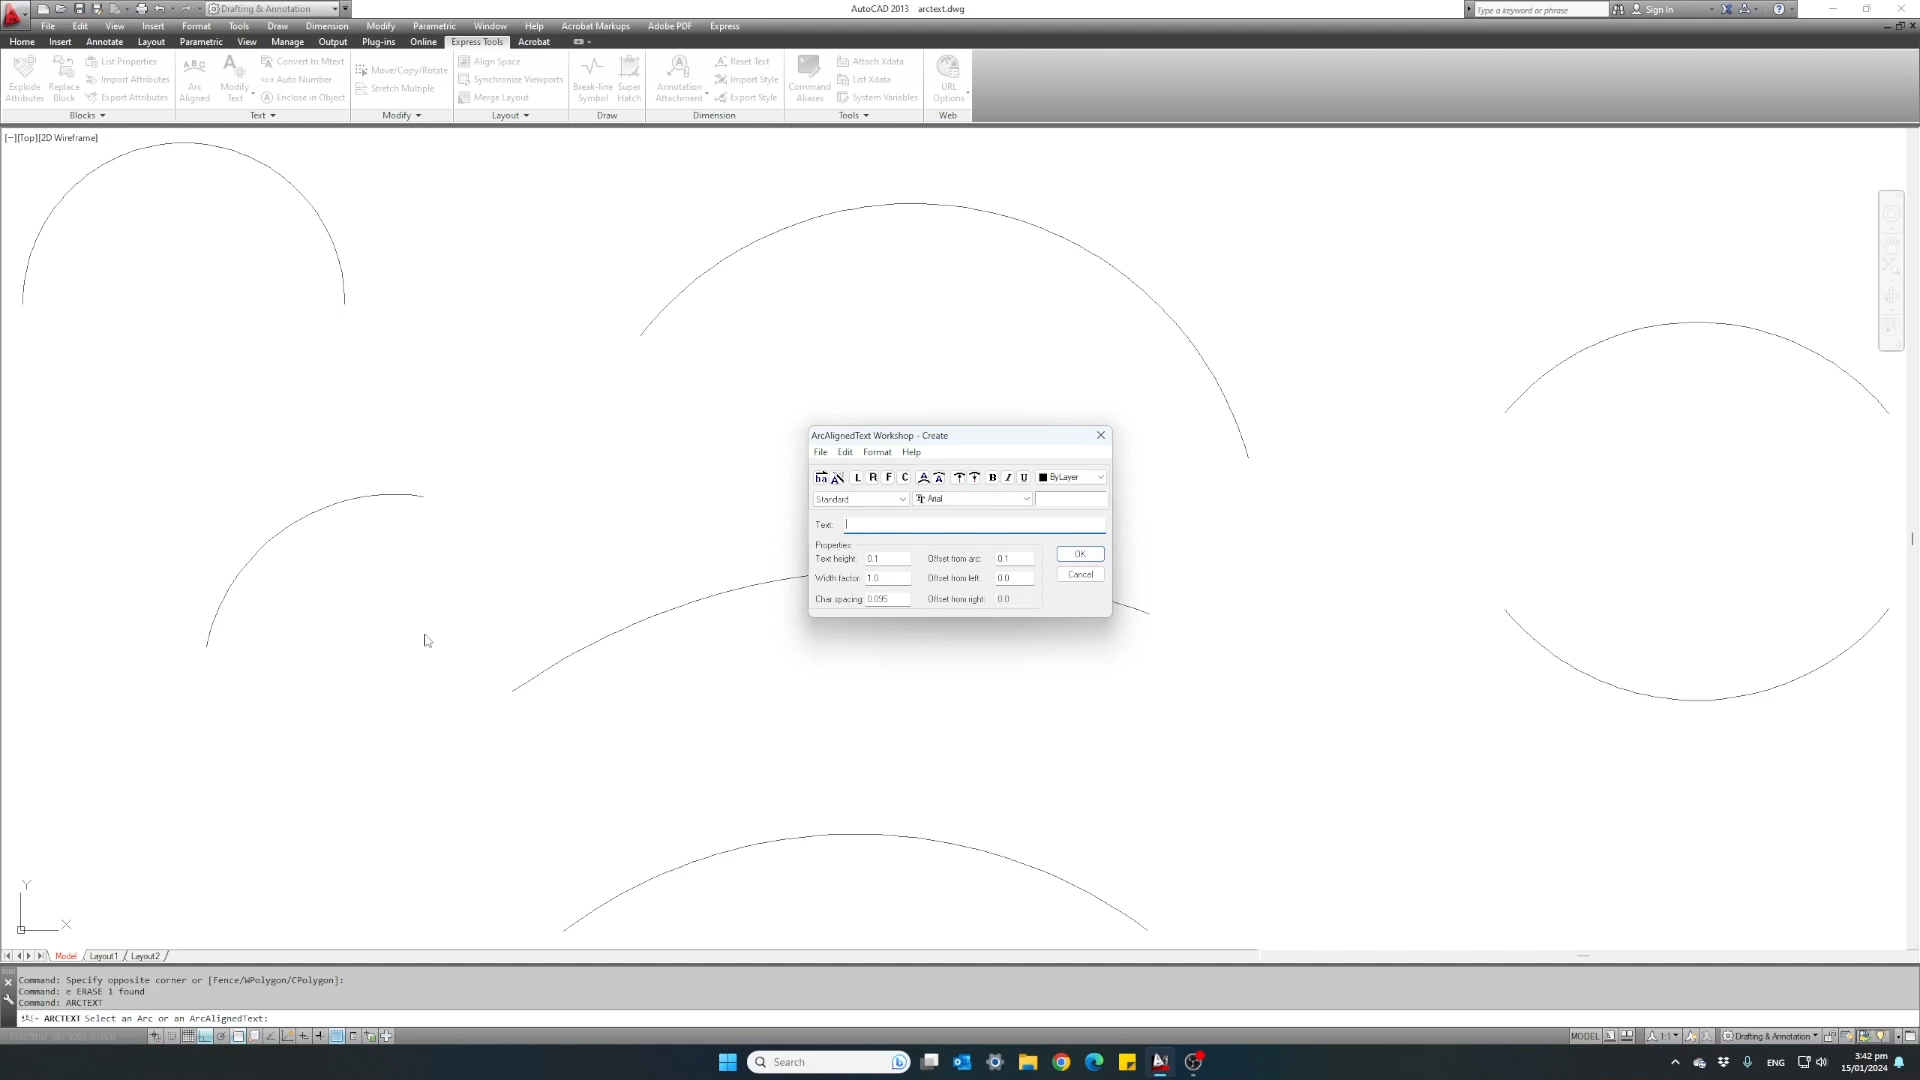 Drafting & Annotation
AutoCAD 2013 arctext.dwg
Type a keyword or phrase
Sign In
File Edit View Insert Format Tools Draw Dimension Modify Parametric Window Help Acrobat Markups Adobe PDF Express
Home Insert Annotate Layout Parametric View Manage Output Plug-ins Online Express Tools Acrobat
Explode Attributes
Replace Block
List Properties
Import Attributes
Export Attributes
Blocks
Arc Aligned
Modify Text
Convert to Mtext
Auto Number
Enclose in Object
Text
Move/Copy/Rotate
Stretch Multiple
Modify
Align Space
Synchronize Viewports
Merge Layout
Layout
Break-line Symbol
Super Hatch
Draw
Annotation Attachment
Reset Text
Import Style
Export Style
Dimension
Command Aliases
Attach Xdata
List Xdata
System Variables
Tools
URL Options
Web
[−][Top][2D Wireframe]
ArcAlignedText Workshop - Create
File Edit Format Help
L R F C B I U ByLayer
Standard Arial
Text:
Properties:
Text height: 0.1 Offset from arc: 0.1
OK
Width factor: 1.0 Offset from left: 0.0
Cancel
Char spacing: 0.095 Offset from right: 0.0
Y
X
Model Layout1 Layout2
Command: Specify opposite corner or [Fence/WPolygon/CPolygon]:
Command: e ERASE 1 found
Command: ARCTEXT
ARCTEXT Select an Arc or an ArcAlignedText:
MODEL 1:1 Drafting & Annotation
Search
ENG
3:42 pm
15/01/2024